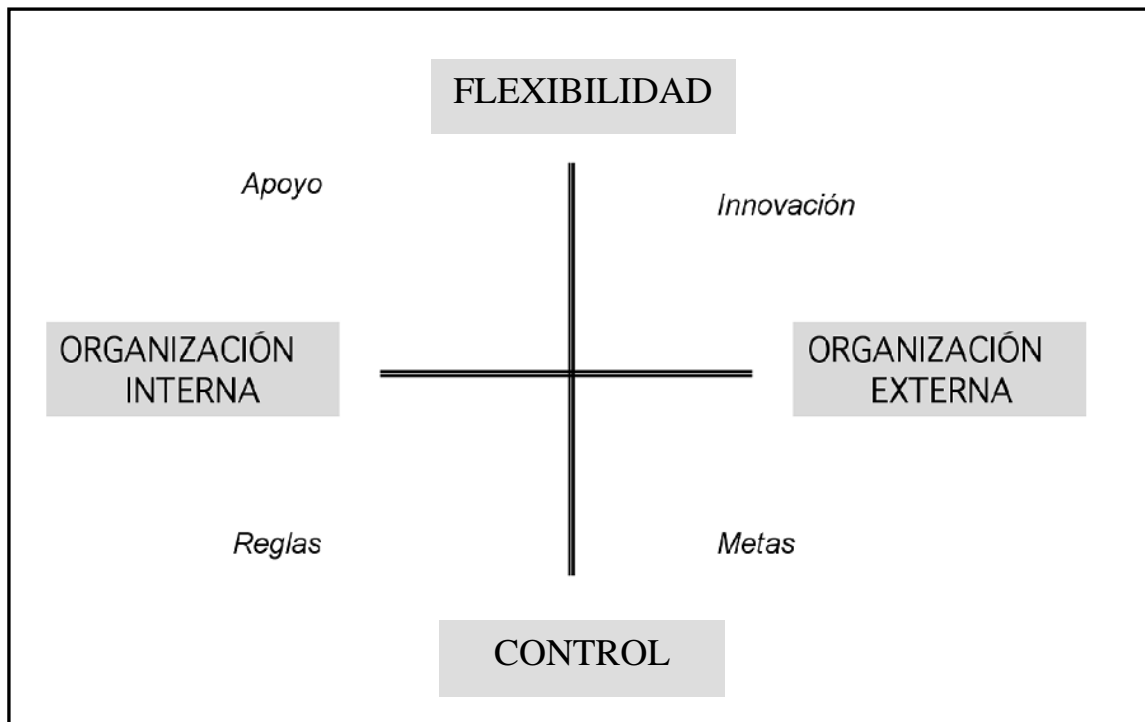 FLEXIBILIDAD
Apoyo
Innovación
ORGANIZACIÓN
INTERNA
ORGANIZACIÓN
EXTERNA
Reglas
Metas
CONTROL